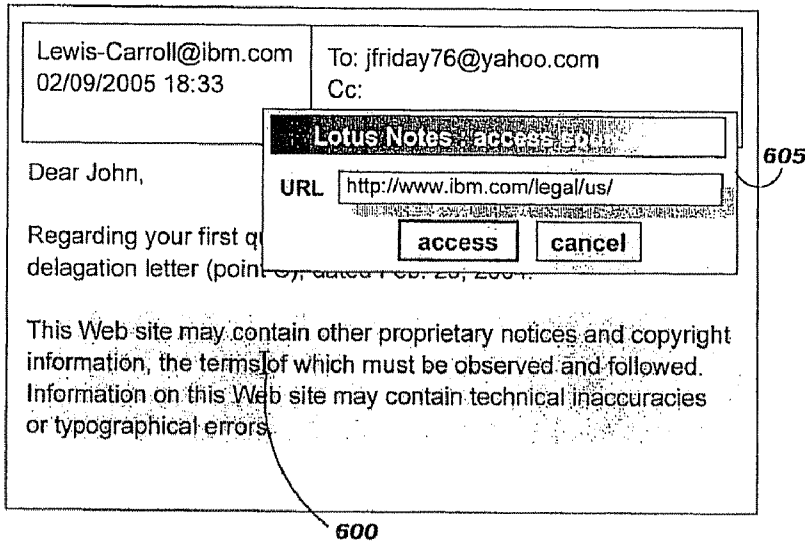 Lewis-Carroll@ibm.com
02/09/2005 18:33
To: jfriday76@yahoo.com
Cc:
Lotus Notes : access
605
URL http://www.ibm.com/legal/us/
access cancel
Dear John,
Regarding your first
delagation letter
This Web site may contain other proprietary notices and copyright
information, the terms of which must be observed and followed.
Information on this Web site may contain technical inaccuracies
or typographical errors.
600